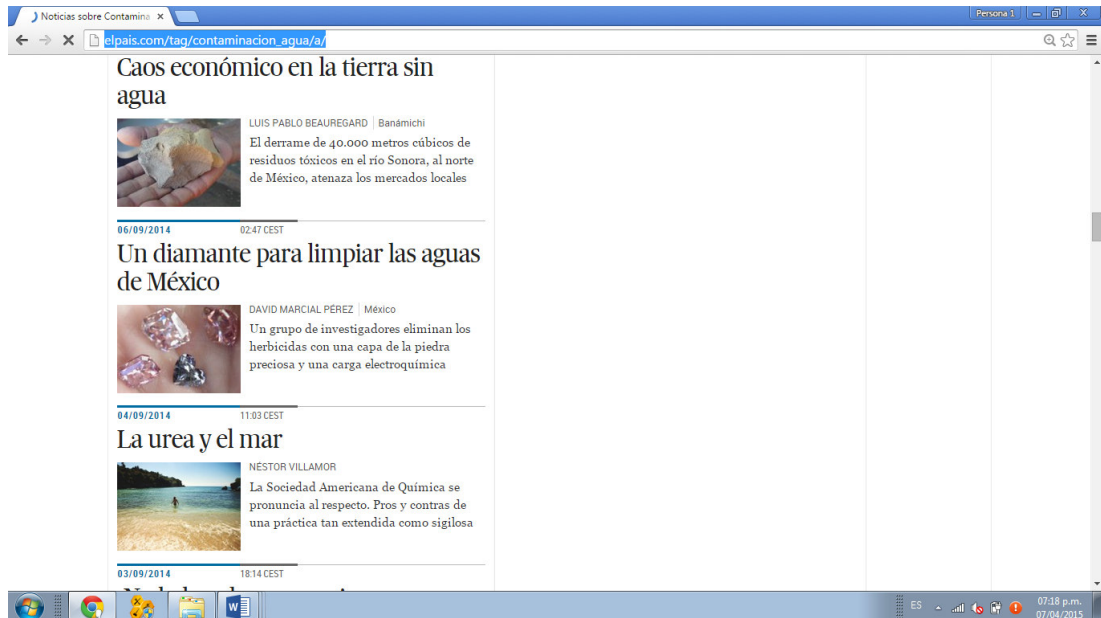 Noticias sobre Contamina
Persona 1
elpais.com/tag/contaminacion_agua/a/
Caos económico en la tierra sin
agua
LUIS PABLO BEAUREGARD | Banámichi
El derrame de 40.000 metros cúbicos de
residuos tóxicos en el río Sonora, al norte
de México, atenaza los mercados locales
06/09/2014 02:47 CEST
Un diamante para limpiar las aguas
de México
DAVID MARCIAL PÉREZ | México
Un grupo de investigadores eliminan los
herbicidas con una capa de la piedra
preciosa y una carga electroquímica
04/09/2014 11:03 CEST
La urea y el mar
NÉSTOR VILLAMOR
La Sociedad Americana de Química se
pronuncia al respecto. Pros y contras de
una práctica tan extendida como sigilosa
03/09/2014 18:14 CEST
ES
07:18 p.m.
07/04/2015